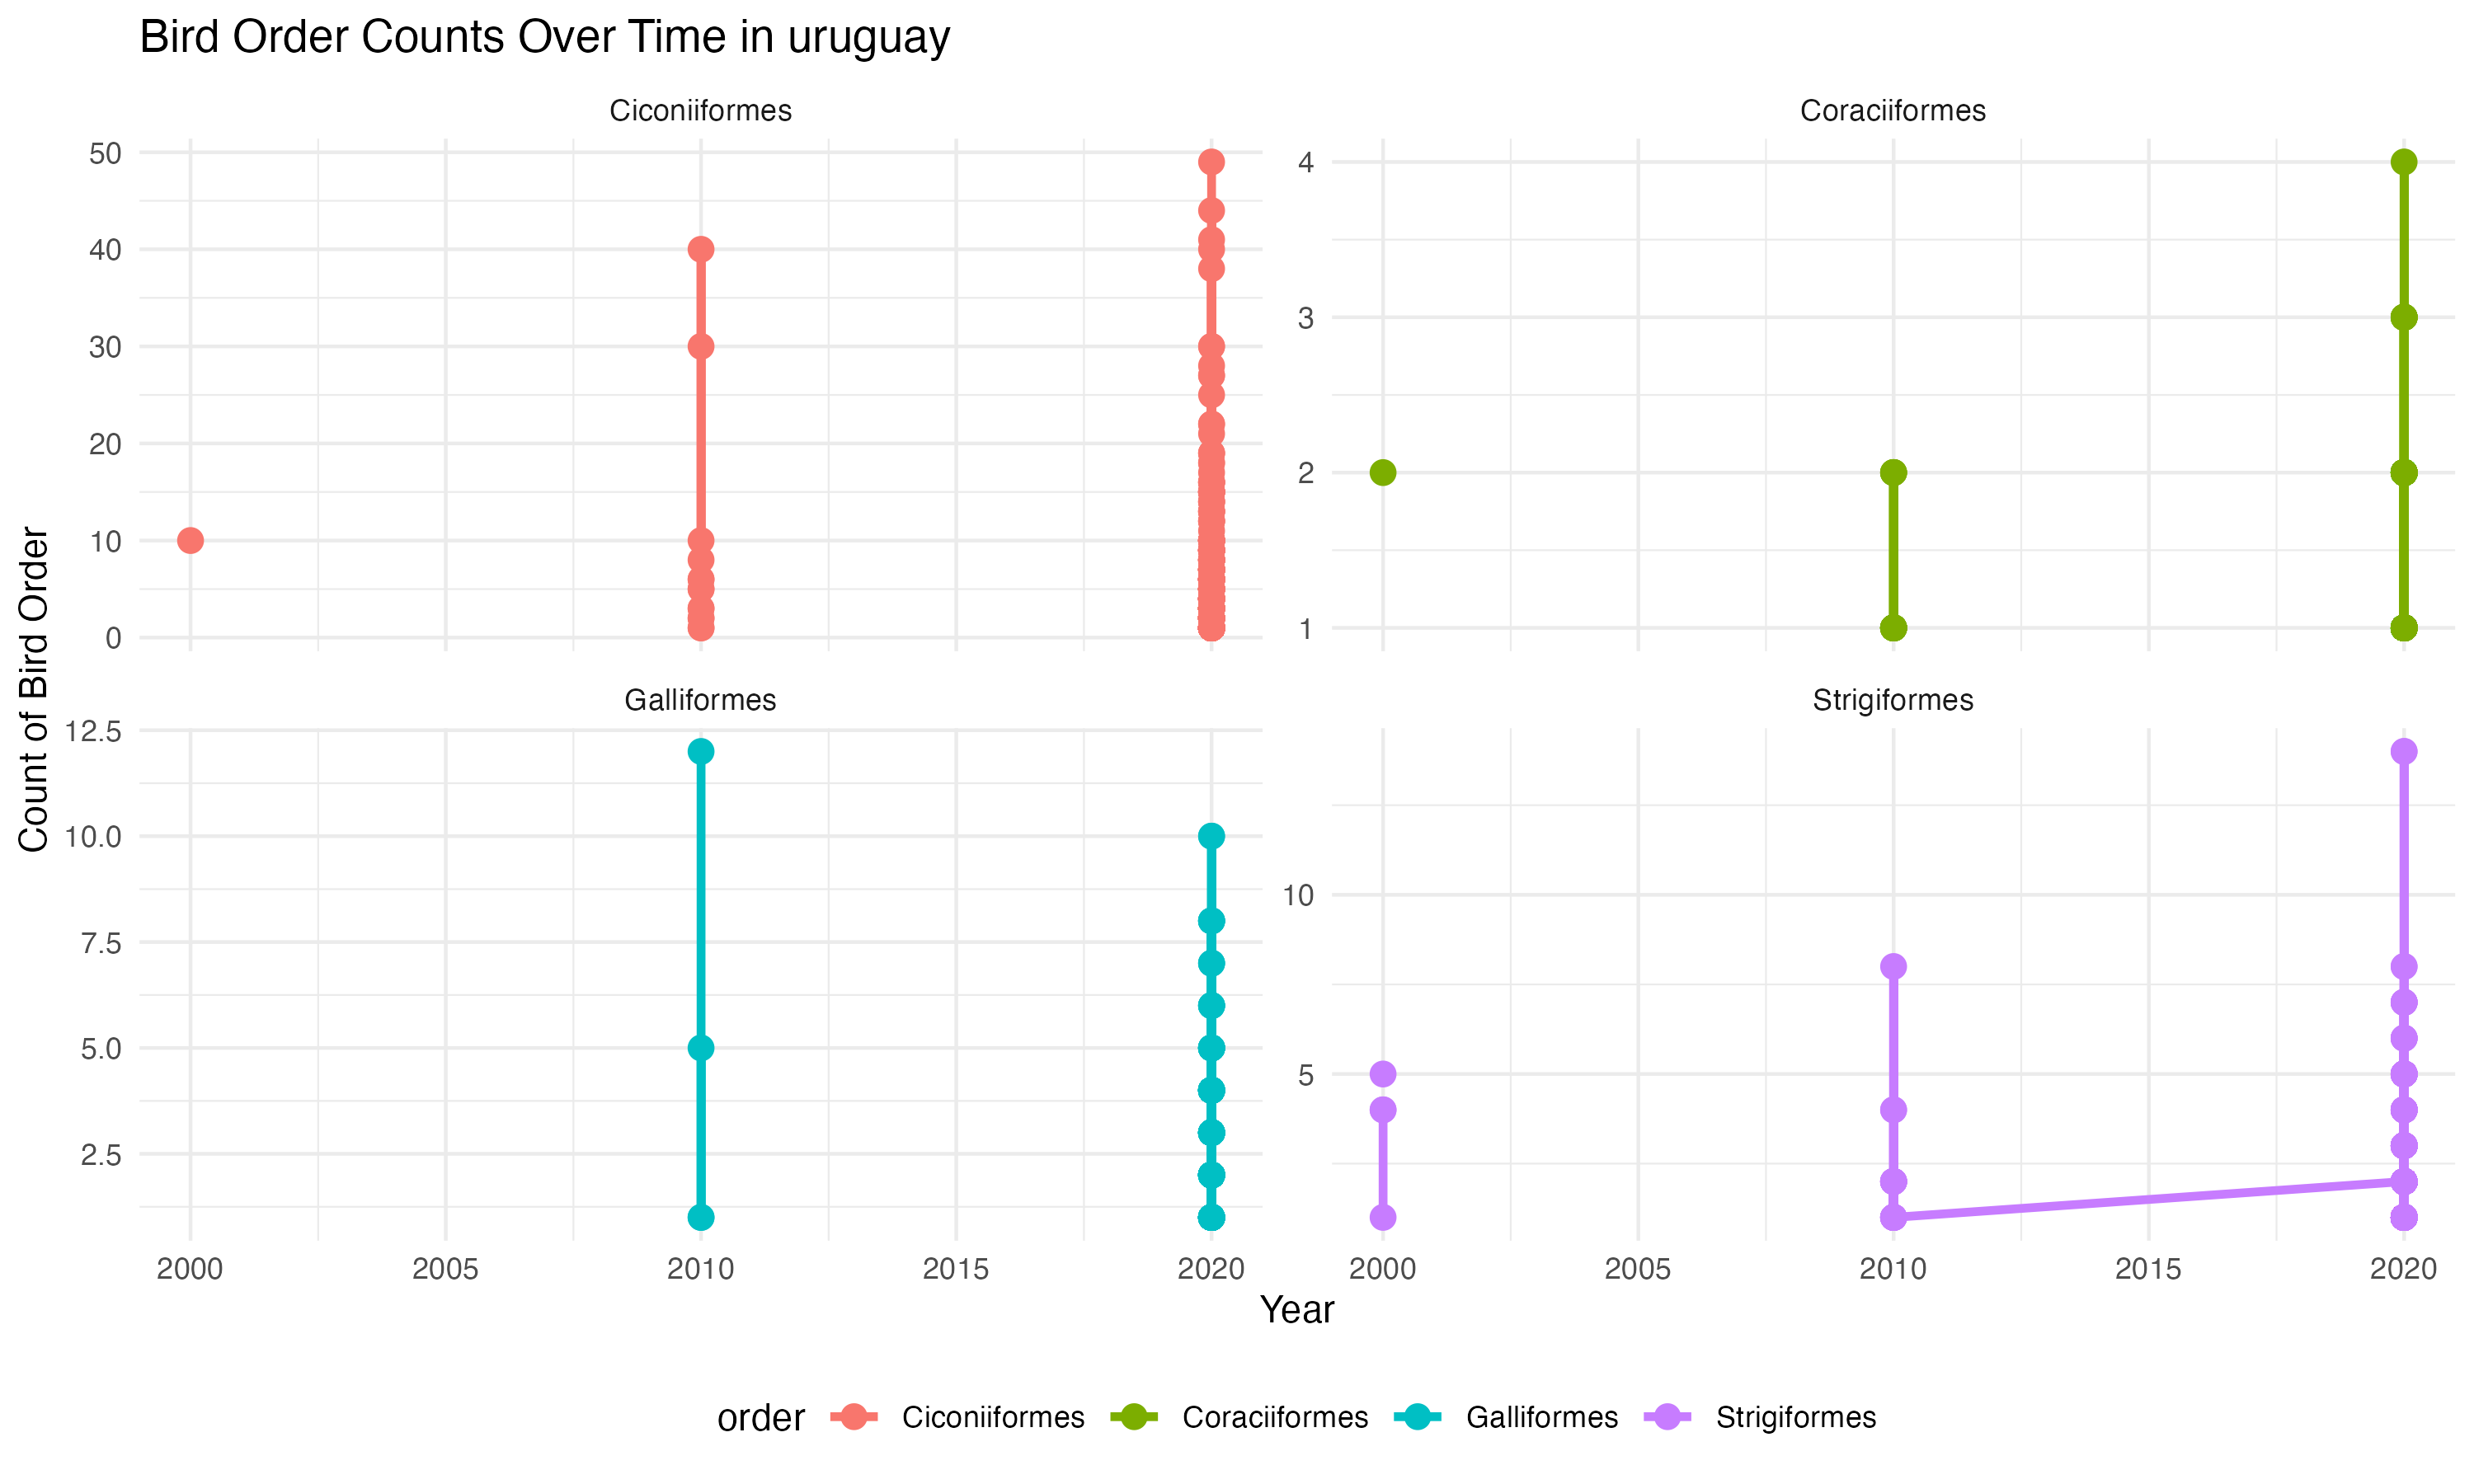 Bird Order Counts Over Time in uruguay
Ciconiiformes
Coraciiformes
50
40
30
20
10
0
4
3
2
1
Count of Bird Order
Galliformes
Strigiformes
12.5
10.0
7.5
5.0
2.5
10
5
2000 2005 2010 2015 2020
2000 2005 2010 2015 2020
Year
order Ciconiiformes Coraciiformes Galliformes Strigiformes